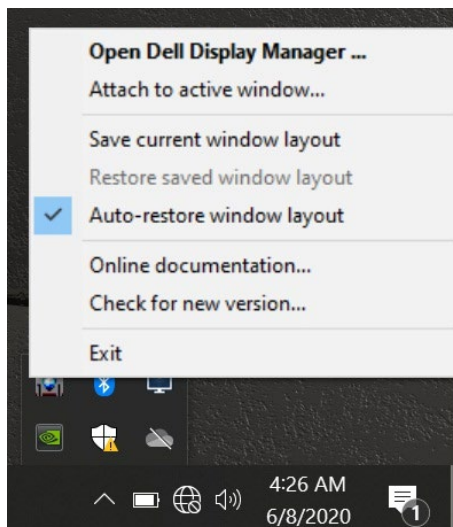 Open Dell Display Manager ...
Attach to active window...
Save current window layout
Restore saved window layout
Auto-restore window layout
Online documentation...
Check for new version...
Exit
4:26 AM
6/8/2020
1